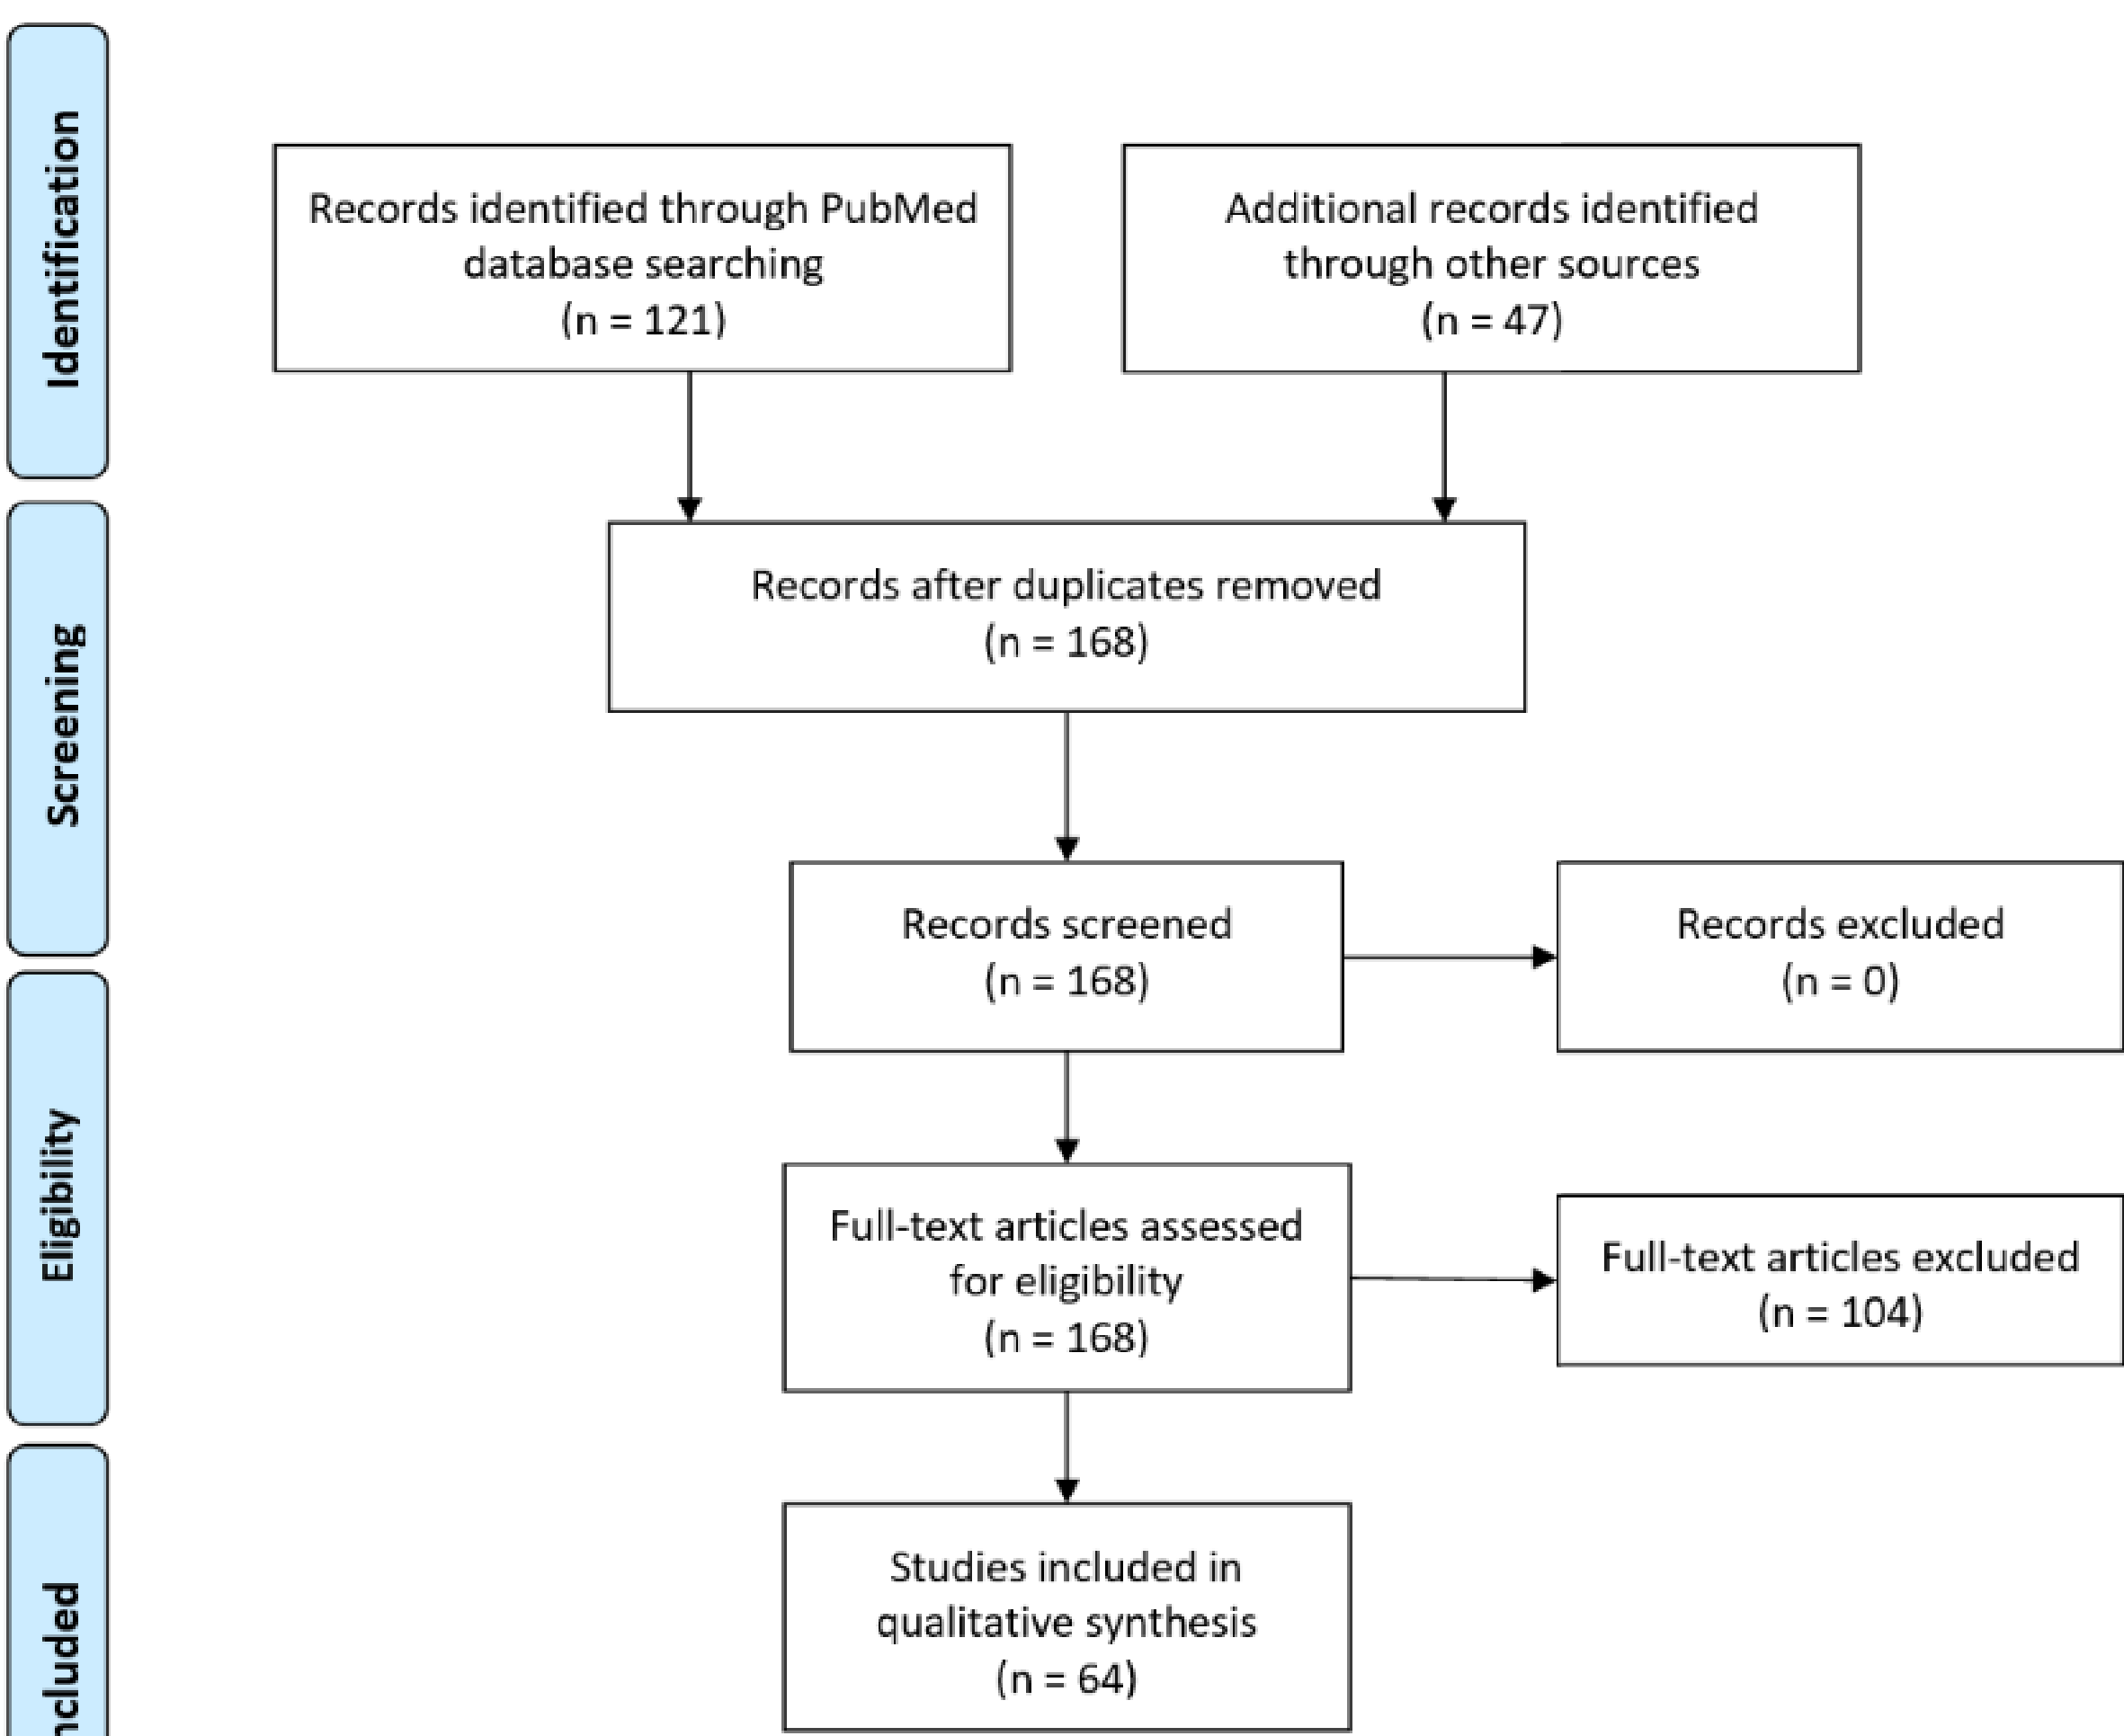 Identification
Records identified through PubMed
database searching
(n = 121)
Additional records identified
through other sources
(n = 47)
Screening
Records after duplicates removed
(n = 168)
Records screened
(n = 168)
Records excluded
(n = 0)
Eligibility
Full-text articles assessed
for eligibility
(n = 168)
Full-text articles excluded
(n = 104)
Studies included in
qualitative synthesis
(n = 64)